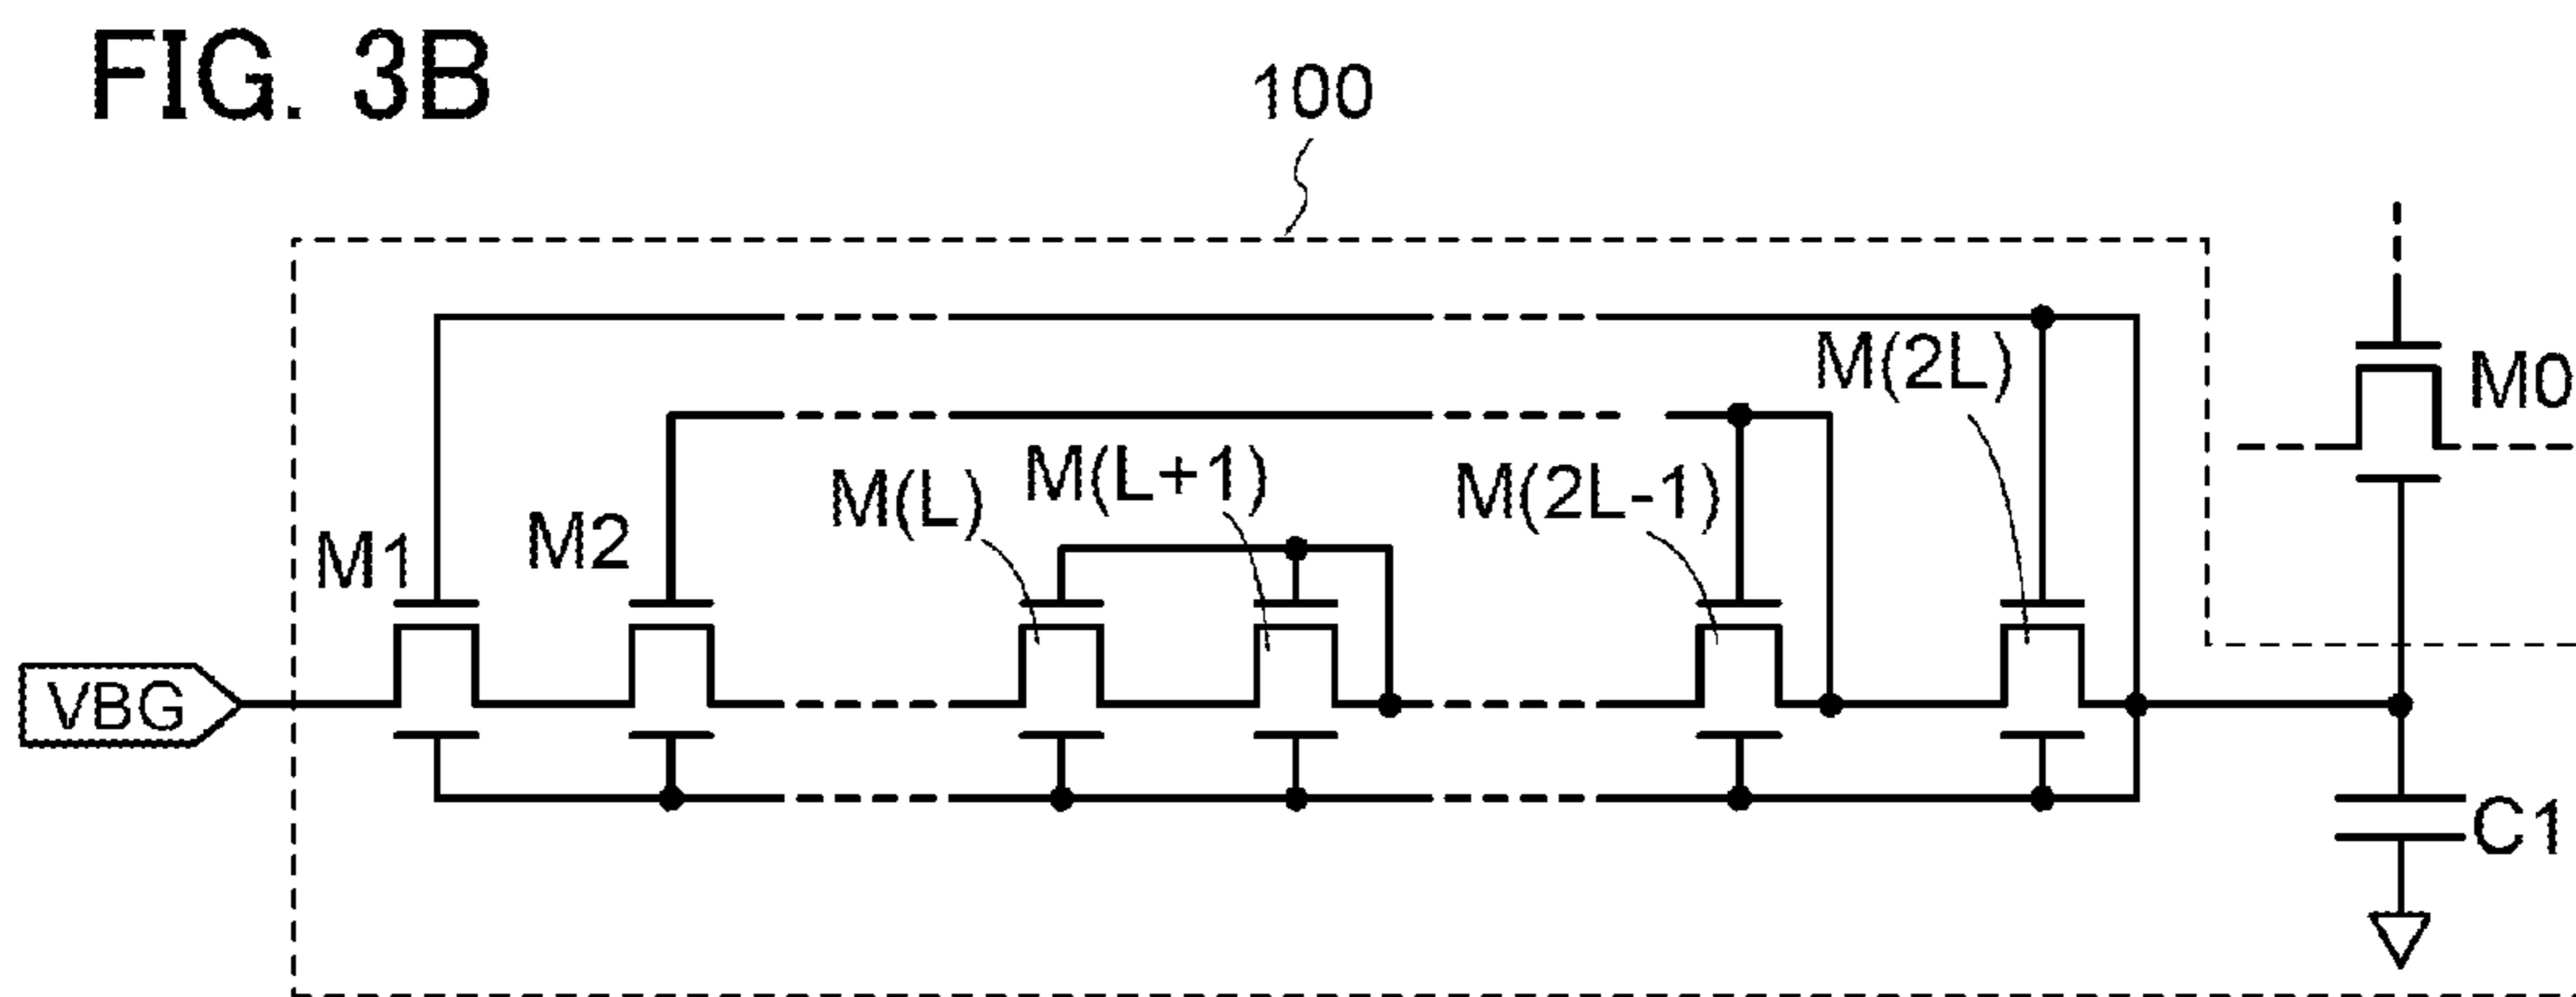 FIG. 3B
100
M(2L)
M0
M(L)
M(L+1)
M(2L-1)
M1
M2
VBG
C1